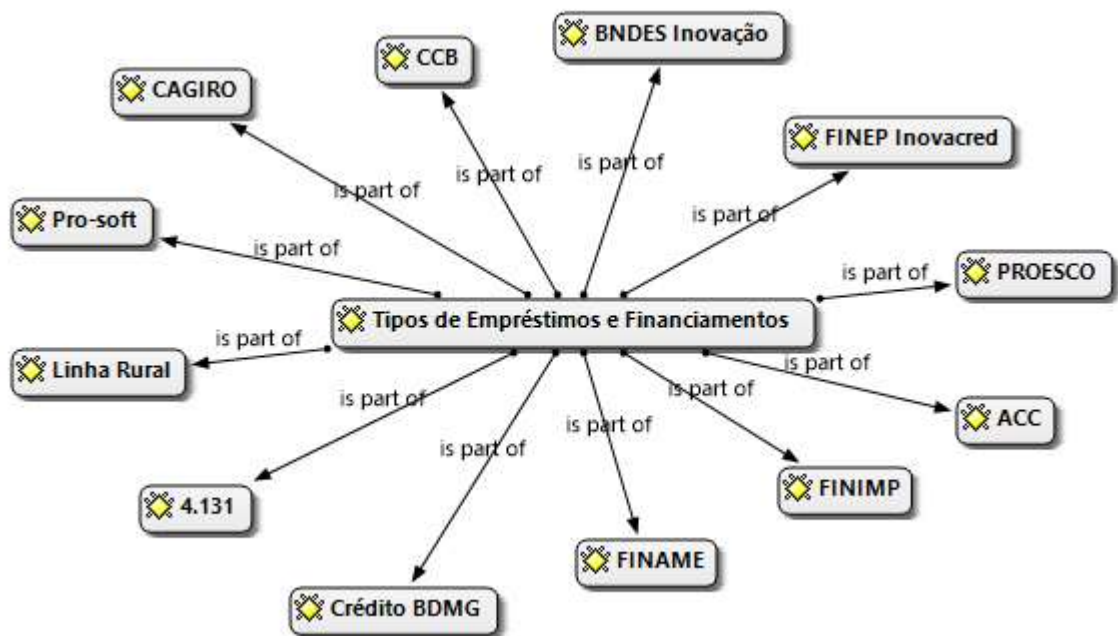 BNDES Inovação
CCB
CAGIRO
FINEP Inovacred
is part of
is part of
is part of
is part of
Pro-soft
is part of
is part of
PROESCO
Tipos de Empréstimos e Financiamentos
is part of
Linha Rural
is part of
is part of
is part of
is part of
is part of
ACC
4.131
FINIMP
FINAME
Crédito BDMG